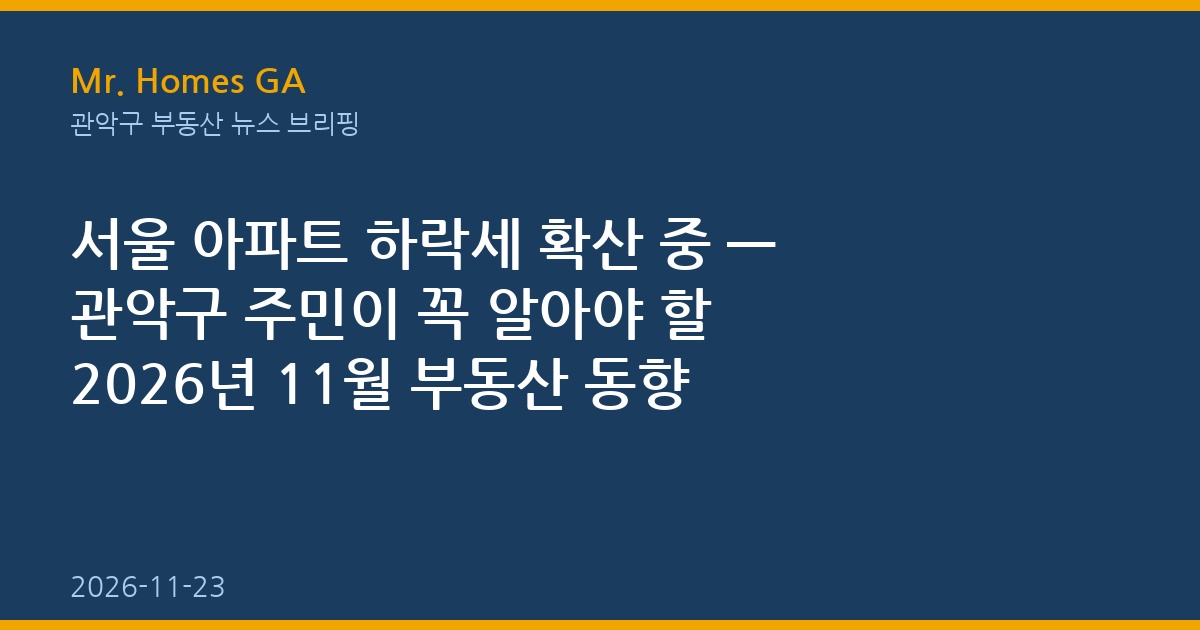 Mr. Homes GA
관악구 부동산 뉴스 브리핑
서울 아파트 하락세 확산 중 —
관악구 주민이 꼭 알아야 할
2026년 11월 부동산 동향
2026-11-23